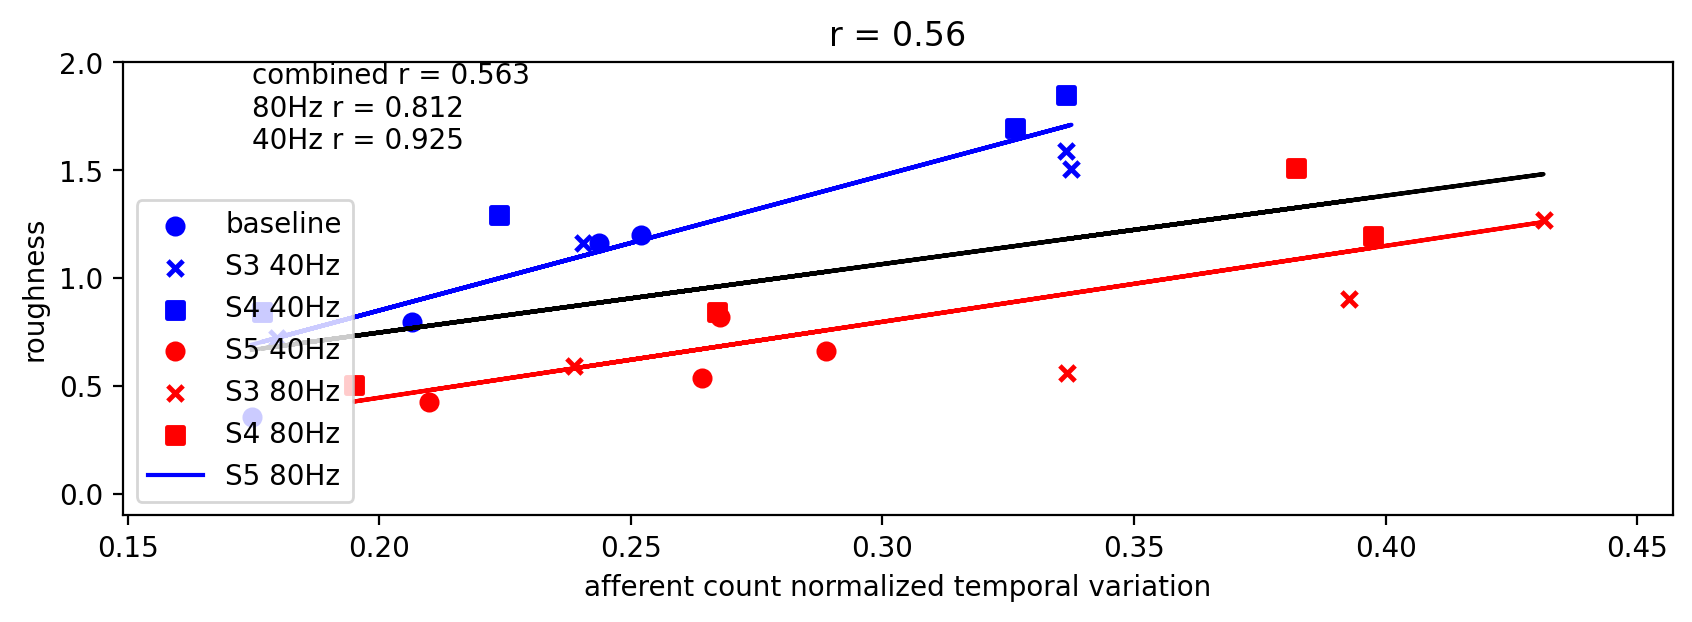 r = 0.56
combined r = 0.563
80Hz r = 0.812
40Hz r = 0.925
baseline
S3 40Hz
S4 40Hz
S5 40Hz
S3 80Hz
S4 80Hz
S5 80Hz
roughness
2.0
1.5
1.0
0.5
0.0
0.15 0.20 0.25 0.30 0.35 0.40 0.45
afferent count normalized temporal variation